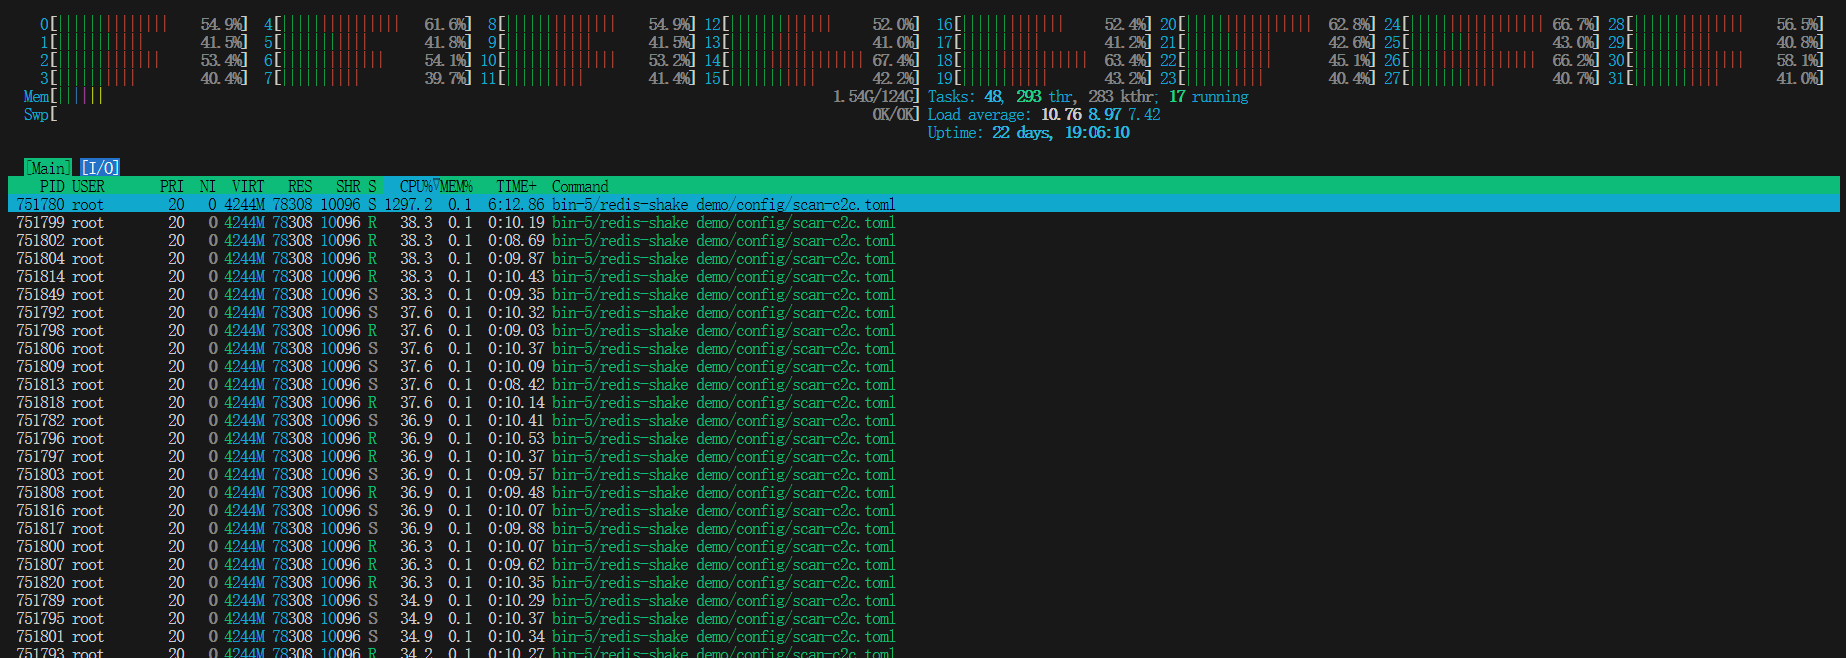 0[||||||||||||||| 54.9%] 4[||||||||||||||| 61.6%] 8[|||||||||||||| 54.9%] 12[||||||||||||| 52.0%] 16[||||||||||||| 52.4%] 20[|||||||||||||||| 62.8%] 24[||||||||||||||||| 66.7%] 28[|||||||||||||| 56.5%]
1[||||||||||| 41.5%] 5[||||||||||| 41.8%] 9[||||||||||| 41.5%] 13[||||||||||| 41.0%] 17[|||||||||| 41.2%] 21[||||||||||| 42.6%] 25[||||||||||| 43.0%] 29[|||||||||| 40.8%]
2[||||||||||||| 53.4%] 6[||||||||||||| 54.1%] 10[|||||||||||||| 53.2%] 14[||||||||||||||||| 67.4%] 18[|||||||||||||||| 63.4%] 22[||||||||||| 45.1%] 26[||||||||||||||||| 66.2%] 30[|||||||||||||| 58.1%]
3[|||||||||| 40.4%] 7[|||||||||| 39.7%] 11[|||||||||| 41.4%] 15[||||||||||| 42.2%] 19[||||||||||| 43.2%] 23[|||||||||| 40.4%] 27[||||||||||| 40.7%] 31[||||||||||| 41.0%]
Mem[|||||| 1.54G/124G] Tasks: 48, 293 thr, 283 kthr; 17 running
Swp[ 0K/0K] Load average: 10.76 8.97 7.42
Uptime: 22 days, 19:06:10
[Main] [I/O]
PID USER PRI NI VIRT RES SHR S CPU%▽MEM% TIME+ Command
751780 root 20 0 4244M 78308 10096 S 1297.2 0.1 6:12.86 bin-5/redis-shake demo/config/scan-c2c.toml
751799 root 20 0 4244M 78308 10096 R 38.3 0.1 0:10.19 bin-5/redis-shake demo/config/scan-c2c.toml
751802 root 20 0 4244M 78308 10096 R 38.3 0.1 0:08.69 bin-5/redis-shake demo/config/scan-c2c.toml
751804 root 20 0 4244M 78308 10096 R 38.3 0.1 0:09.87 bin-5/redis-shake demo/config/scan-c2c.toml
751814 root 20 0 4244M 78308 10096 R 38.3 0.1 0:10.43 bin-5/redis-shake demo/config/scan-c2c.toml
751849 root 20 0 4244M 78308 10096 S 38.3 0.1 0:09.35 bin-5/redis-shake demo/config/scan-c2c.toml
751792 root 20 0 4244M 78308 10096 S 37.6 0.1 0:10.32 bin-5/redis-shake demo/config/scan-c2c.toml
751798 root 20 0 4244M 78308 10096 R 37.6 0.1 0:09.03 bin-5/redis-shake demo/config/scan-c2c.toml
751806 root 20 0 4244M 78308 10096 S 37.6 0.1 0:10.37 bin-5/redis-shake demo/config/scan-c2c.toml
751809 root 20 0 4244M 78308 10096 S 37.6 0.1 0:10.09 bin-5/redis-shake demo/config/scan-c2c.toml
751813 root 20 0 4244M 78308 10096 S 37.6 0.1 0:08.42 bin-5/redis-shake demo/config/scan-c2c.toml
751818 root 20 0 4244M 78308 10096 R 37.6 0.1 0:10.14 bin-5/redis-shake demo/config/scan-c2c.toml
751782 root 20 0 4244M 78308 10096 S 36.9 0.1 0:10.41 bin-5/redis-shake demo/config/scan-c2c.toml
751796 root 20 0 4244M 78308 10096 R 36.9 0.1 0:10.53 bin-5/redis-shake demo/config/scan-c2c.toml
751797 root 20 0 4244M 78308 10096 R 36.9 0.1 0:10.37 bin-5/redis-shake demo/config/scan-c2c.toml
751803 root 20 0 4244M 78308 10096 S 36.9 0.1 0:09.57 bin-5/redis-shake demo/config/scan-c2c.toml
751808 root 20 0 4244M 78308 10096 R 36.9 0.1 0:09.48 bin-5/redis-shake demo/config/scan-c2c.toml
751816 root 20 0 4244M 78308 10096 S 36.9 0.1 0:10.07 bin-5/redis-shake demo/config/scan-c2c.toml
751817 root 20 0 4244M 78308 10096 S 36.9 0.1 0:09.88 bin-5/redis-shake demo/config/scan-c2c.toml
751800 root 20 0 4244M 78308 10096 R 36.3 0.1 0:10.07 bin-5/redis-shake demo/config/scan-c2c.toml
751807 root 20 0 4244M 78308 10096 R 36.3 0.1 0:09.62 bin-5/redis-shake demo/config/scan-c2c.toml
751820 root 20 0 4244M 78308 10096 R 36.3 0.1 0:10.35 bin-5/redis-shake demo/config/scan-c2c.toml
751789 root 20 0 4244M 78308 10096 S 34.9 0.1 0:10.29 bin-5/redis-shake demo/config/scan-c2c.toml
751795 root 20 0 4244M 78308 10096 S 34.9 0.1 0:10.37 bin-5/redis-shake demo/config/scan-c2c.toml
751801 root 20 0 4244M 78308 10096 S 34.9 0.1 0:10.34 bin-5/redis-shake demo/config/scan-c2c.toml
751793 root 20 0 4244M 78308 10096 R 34.2 0.1 0:10.27 bin-5/redis-shake demo/config/scan-c2c.toml